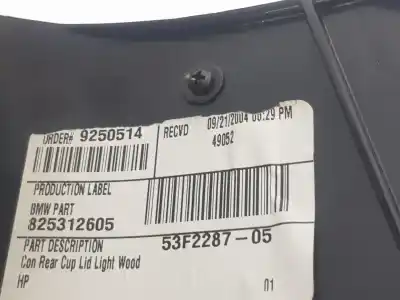 ORDER# 9250514
RECVD 09/21/2004 06:29 PM
49052
PRODUCTION LABEL
BMW PART
825312605
53F2287-05
PART DESCRIPTION
Con Rear Cup Lid Light Wood
HP 01